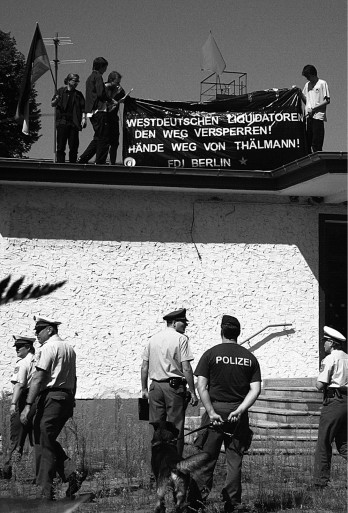 WESTDEUTSCHEN LIQUIDATOREN
DEN WEG VERSPERREN!
HÄNDE WEG VON THÄLMANN!
FDJ BERLIN
POLIZEI